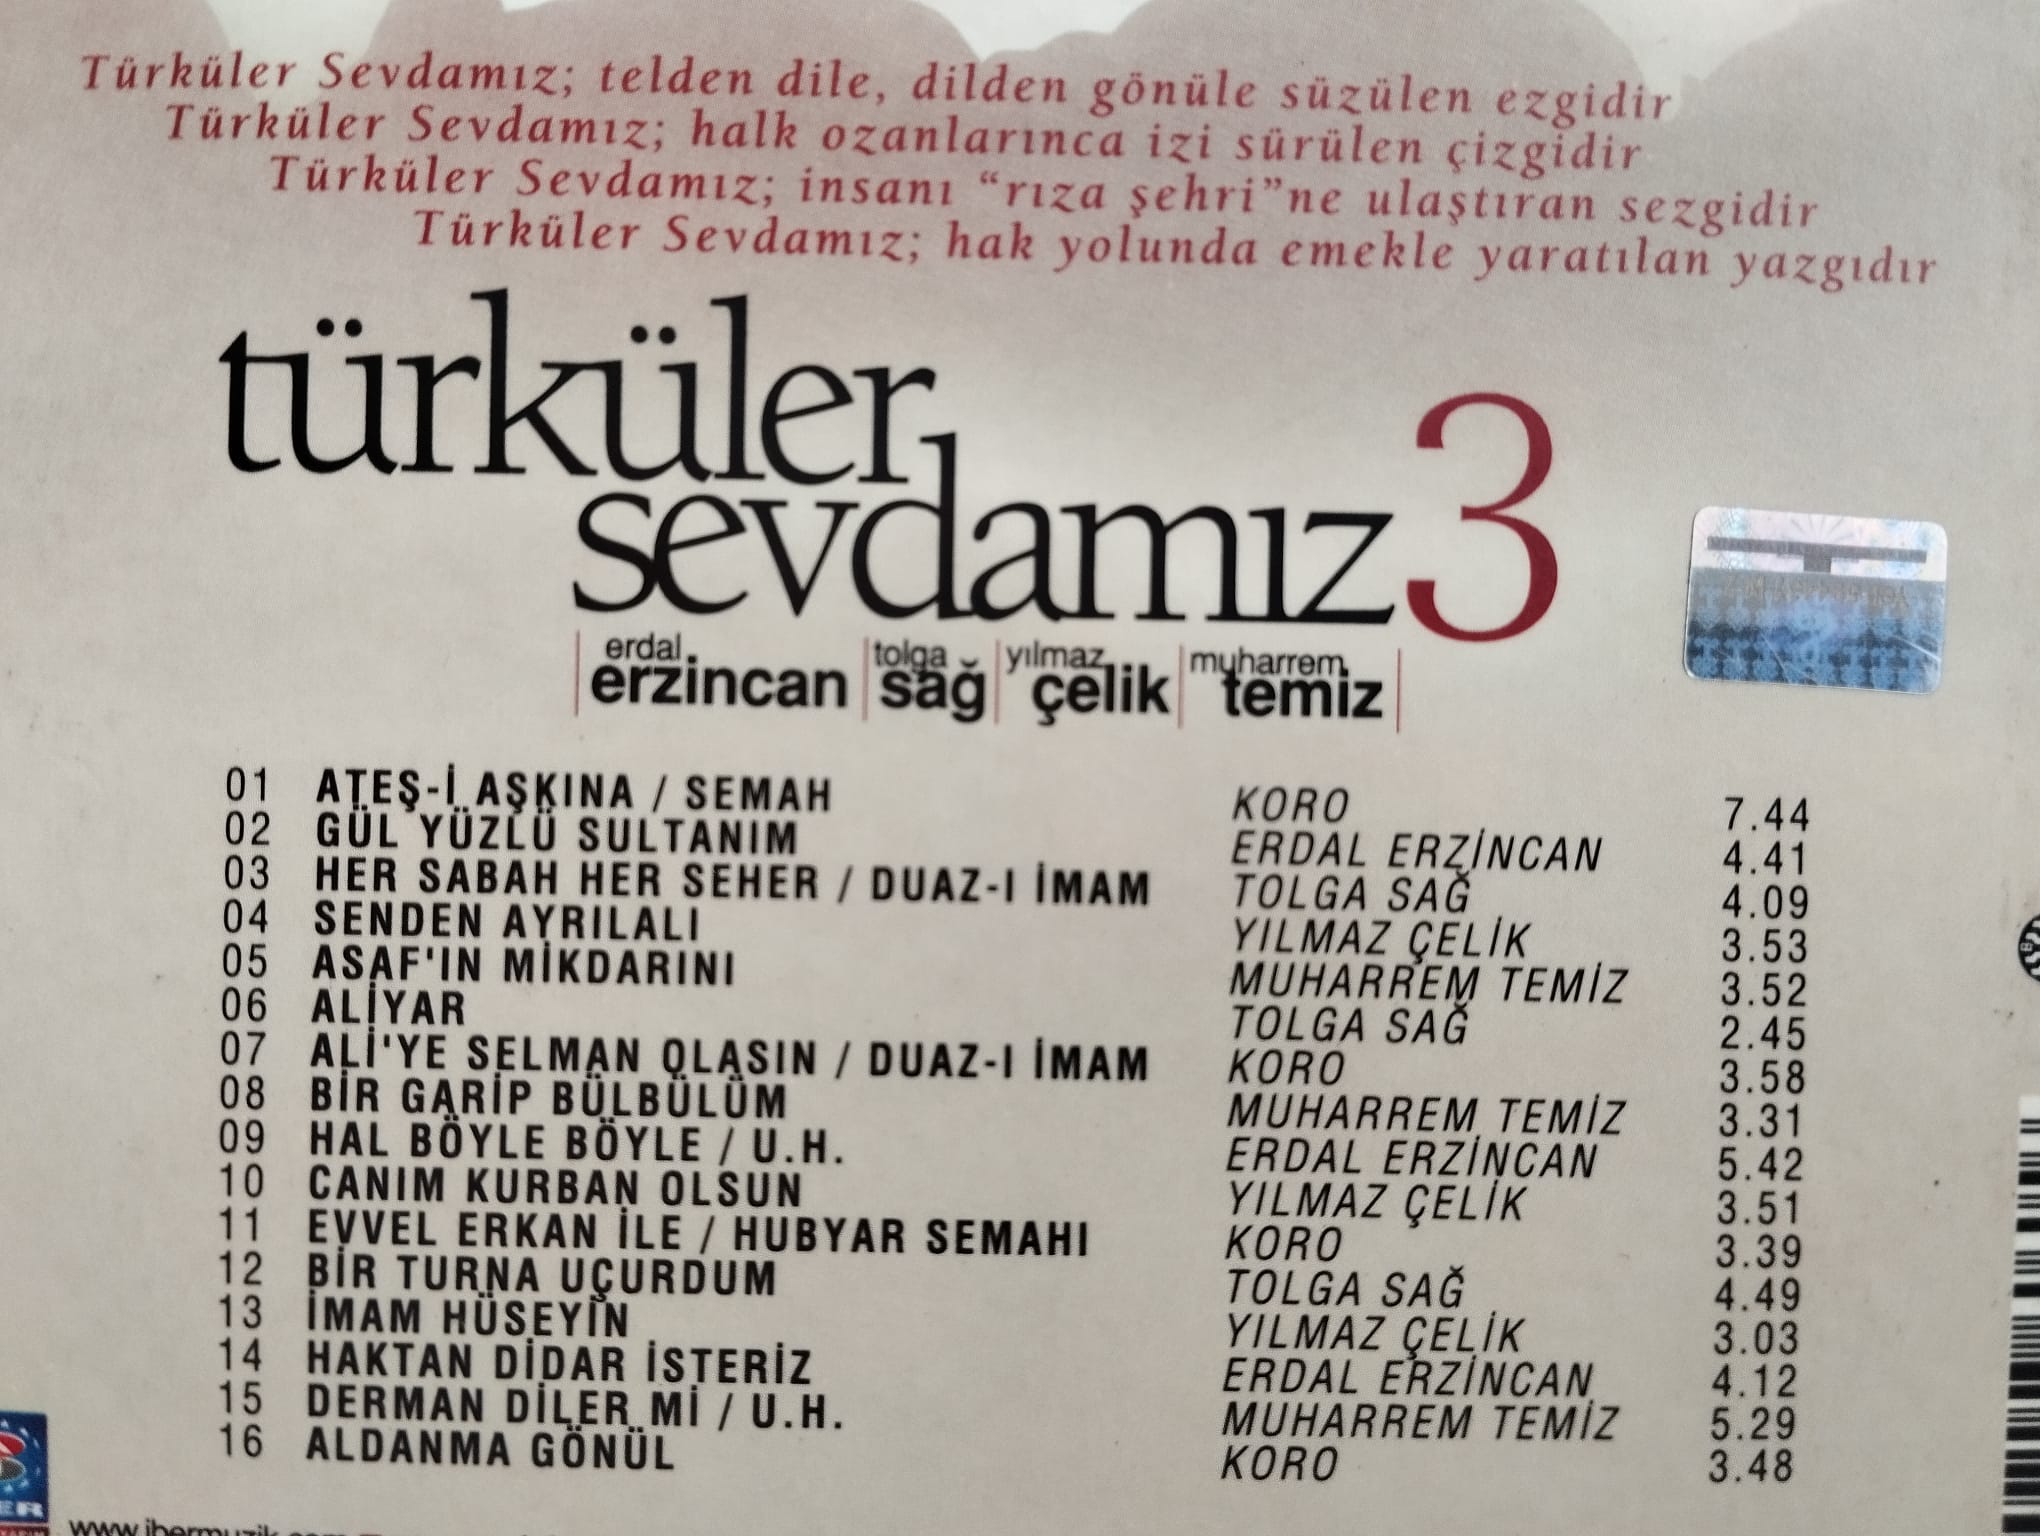 Türküler Sevdamız; telden dile, dilden gönüle süzülen ezgidir
Türküler Sevdamız; halk ozanlarınca izi sürülen çizgidir
Türküler Sevdamız; insanı “rıza şehri”ne ulaştıran sezgidir
Türküler Sevdamız; hak yolunda emekle yaratılan yazgıdır
türküler
sevdamız 3
erdal erzincan tolga sağ yılmaz çelik muharrem temiz
01 ATEŞ-İ AŞKINA / SEMAH KORO 7.44
02 GÜL YÜZLÜ SULTANIM ERDAL ERZİNCAN 4.41
03 HER SABAH HER SEHER / DUAZ-I İMAM TOLGA SAĞ 4.09
04 SENDEN AYRILALI YILMAZ ÇELİK 3.53
05 ASAF'IN MİKDARINI MUHARREM TEMİZ 3.52
06 ALİYAR TOLGA SAĞ 2.45
07 ALİ'YE SELMAN OLASIN / DUAZ-I İMAM KORO 3.58
08 BİR GARİP BÜLBÜLÜM MUHARREM TEMİZ 3.31
09 HAL BÖYLE BÖYLE / U.H. ERDAL ERZİNCAN 5.42
10 CANIM KURBAN OLSUN YILMAZ ÇELİK 3.51
11 EVVEL ERKAN İLE / HUBYAR SEMAHI KORO 3.39
12 BİR TURNA UÇURDUM TOLGA SAĞ 4.49
13 İMAM HÜSEYİN YILMAZ ÇELİK 3.03
14 HAKTAN DİDAR İSTERİZ ERDAL ERZİNCAN 4.12
15 DERMAN DİLER Mİ / U.H. MUHARREM TEMİZ 5.29
16 ALDANMA GÖNÜL KORO 3.48
www.ibermuzik.com